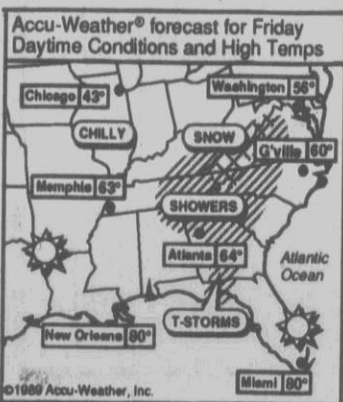 Accu-Weather® forecast for Friday
Daytime Conditions and High Temps
Chicago 43°
Washington 56°
CHILLY
SNOW
G'ville 60°
Memphis 63°
SHOWERS
Atlanta 64°
Atlantic
Ocean
New Orleans 80°
T-STORMS
Miami 80°
©1989 Accu-Weather, Inc.